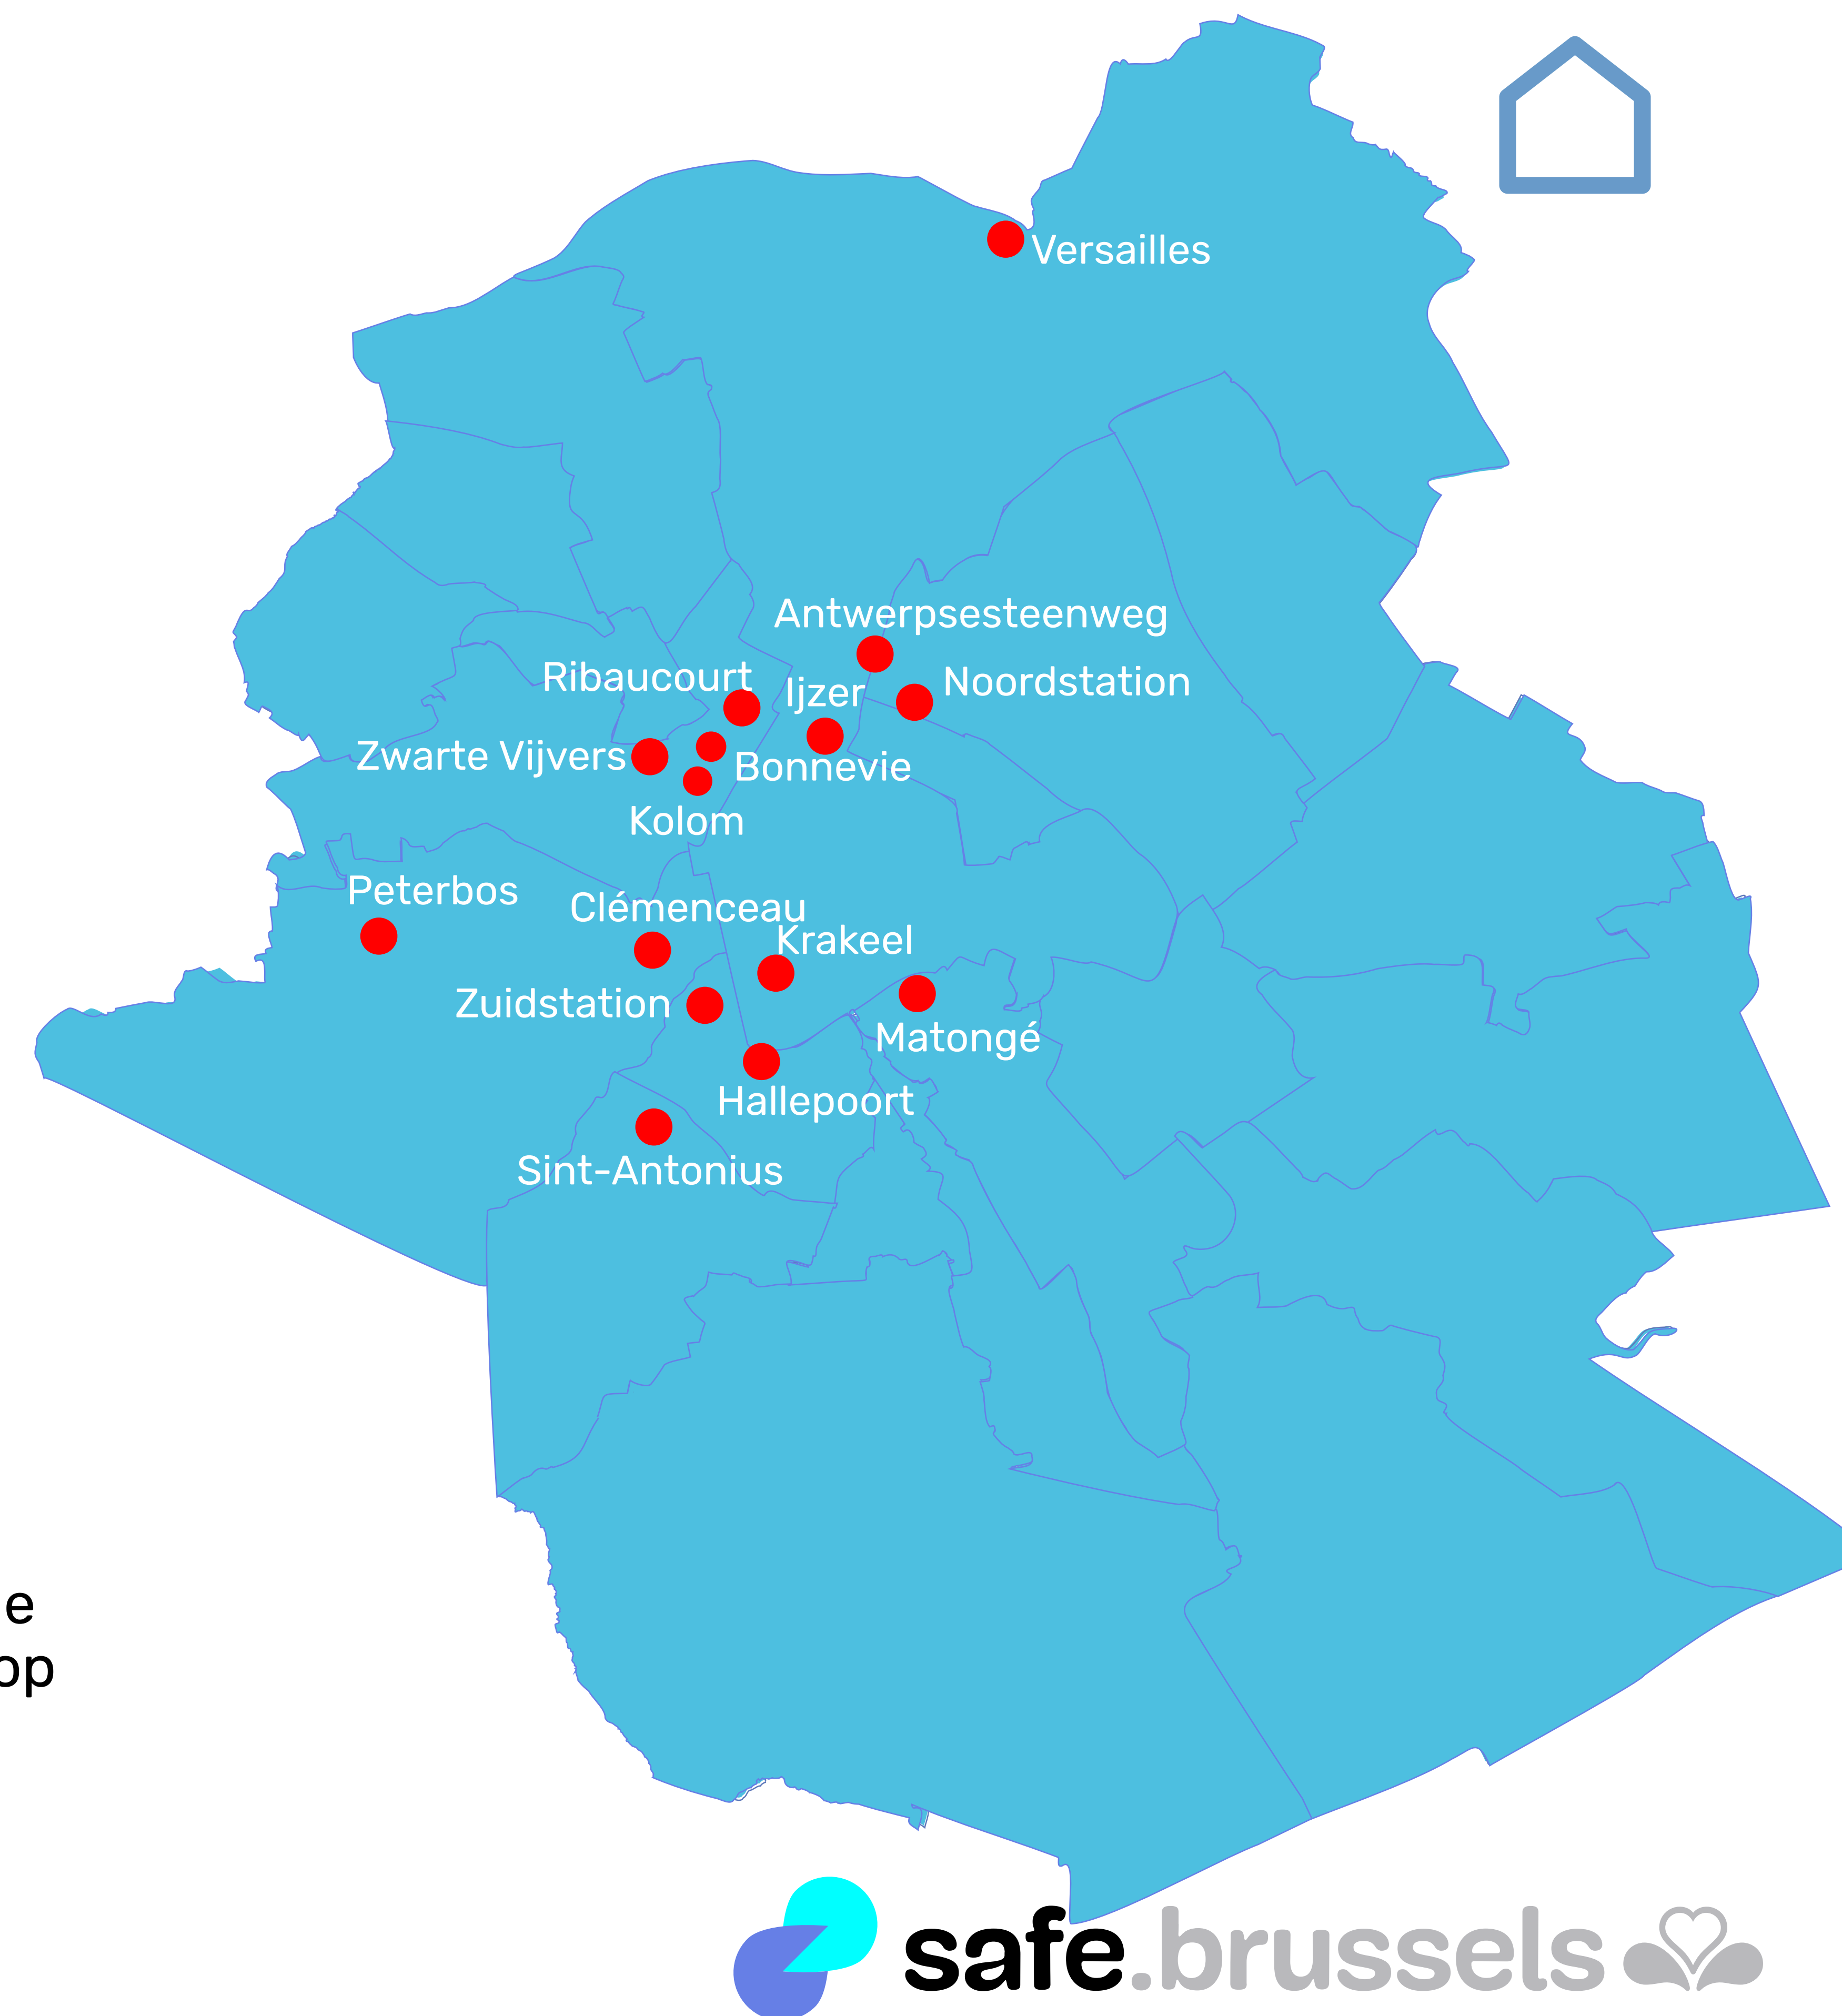 Versailles
Antwerpsesteenweg
Ribaucourt
Ijzer
Noordstation
Zwarte Vijvers
Bonnevie
Kolom
Peterbos
Clémenceau
Krakeel
Zuidstation
Matongé
Hallepoort
Sint-Antonius
e
op
safe.brussels